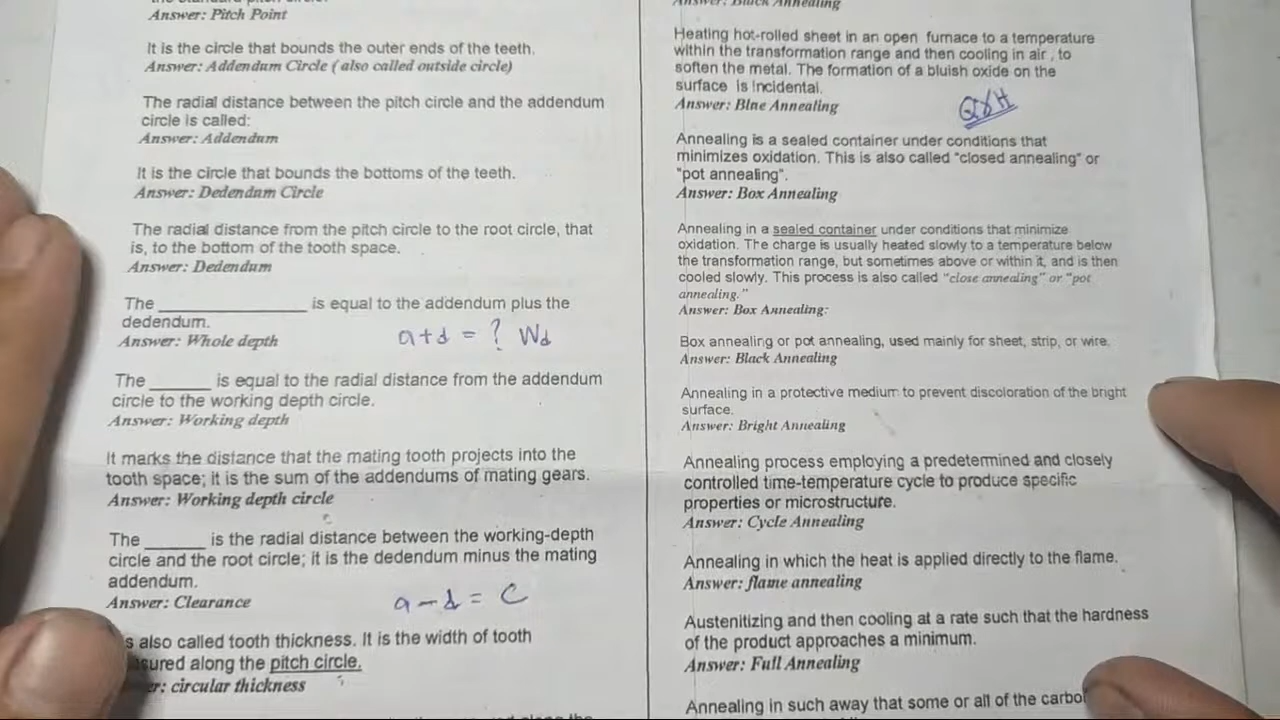 Answer: Pitch Point
It is the circle that bounds the outer ends of the teeth.
Answer: Addendum Circle ( also called outside circle)
The radial distance between the pitch circle and the addendum
circle is called:
Answer: Addendum
It is the circle that bounds the bottoms of the teeth.
Answer: Dedendum Circle
The radial distance from the pitch circle to the root circle, that
is, to the bottom of the tooth space.
Answer: Dedendum
The ________________ is equal to the addendum plus the
dedendum.
Answer: Whole depth
a+d = ? Wd
The _______ is equal to the radial distance from the addendum
circle to the working depth circle.
Answer: Working depth
It marks the distance that the mating tooth projects into the
tooth space; it is the sum of the addendums of mating gears.
Answer: Working depth circle
The _______ is the radial distance between the working-depth
circle and the root circle; it is the dedendum minus the mating
addendum.
Answer: Clearance
a - d = C
s also called tooth thickness. It is the width of tooth
sured along the pitch circle.
er: circular thickness
Answer: Black Annealing
Heating hot-rolled sheet in an open furnace to a temperature
within the transformation range and then cooling in air , to
soften the metal. The formation of a bluish oxide on the
surface is incidental.
Answer: Blne Annealing
Annealing is a sealed container under conditions that
minimizes oxidation. This is also called "closed annealing" or
"pot annealing".
Answer: Box Annealing
Annealing in a sealed container under conditions that minimize
oxidation. The charge is usually heated slowly to a temperature below
the transformation range, but sometimes above or within it, and is then
cooled slowly. This process is also called "close annealing" or "pot
annealing."
Answer: Box Annealing:
Box annealing or pot annealing, used mainly for sheet, strip, or wire.
Answer: Black Annealing
Annealing in a protective medium to prevent discoloration of the bright
surface.
Answer: Bright Annealing
Annealing process employing a predetermined and closely
controlled time-temperature cycle to produce specific
properties or microstructure.
Answer: Cycle Annealing
Annealing in which the heat is applied directly to the flame.
Answer: flame annealing
Austenitizing and then cooling at a rate such that the hardness
of the product approaches a minimum.
Answer: Full Annealing
Annealing in such away that some or all of the carbo